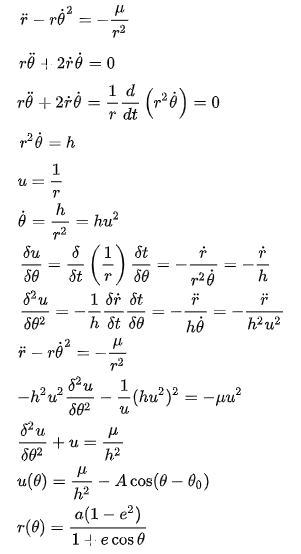 r̈ − rθ̇² = −μ/r²
rθ̈ + 2ṙθ̇ = 0
rθ̈ + 2ṙθ̇ = (1/r) (d/dt) (r²θ̇) = 0
r²θ̇ = h
u = 1/r
θ̇ = h/r² = hu²
δu/δθ = (δ/δt) (1/r) (δt/δθ) = −ṙ/(r²θ̇) = −ṙ/h
δ²u/δθ² = −(1/h) (δṙ/δt) (δt/δθ) = −r̈/(hθ̇) = −r̈/(h²u²)
r̈ − rθ̇² = −μ/r²
−h²u² (δ²u/δθ²) − (1/u)(hu²)² = −μu²
δ²u/δθ² + u = μ/h²
u(θ) = μ/h² − A cos(θ − θ₀)
r(θ) = a(1 − e²)/(1 + e cos θ)